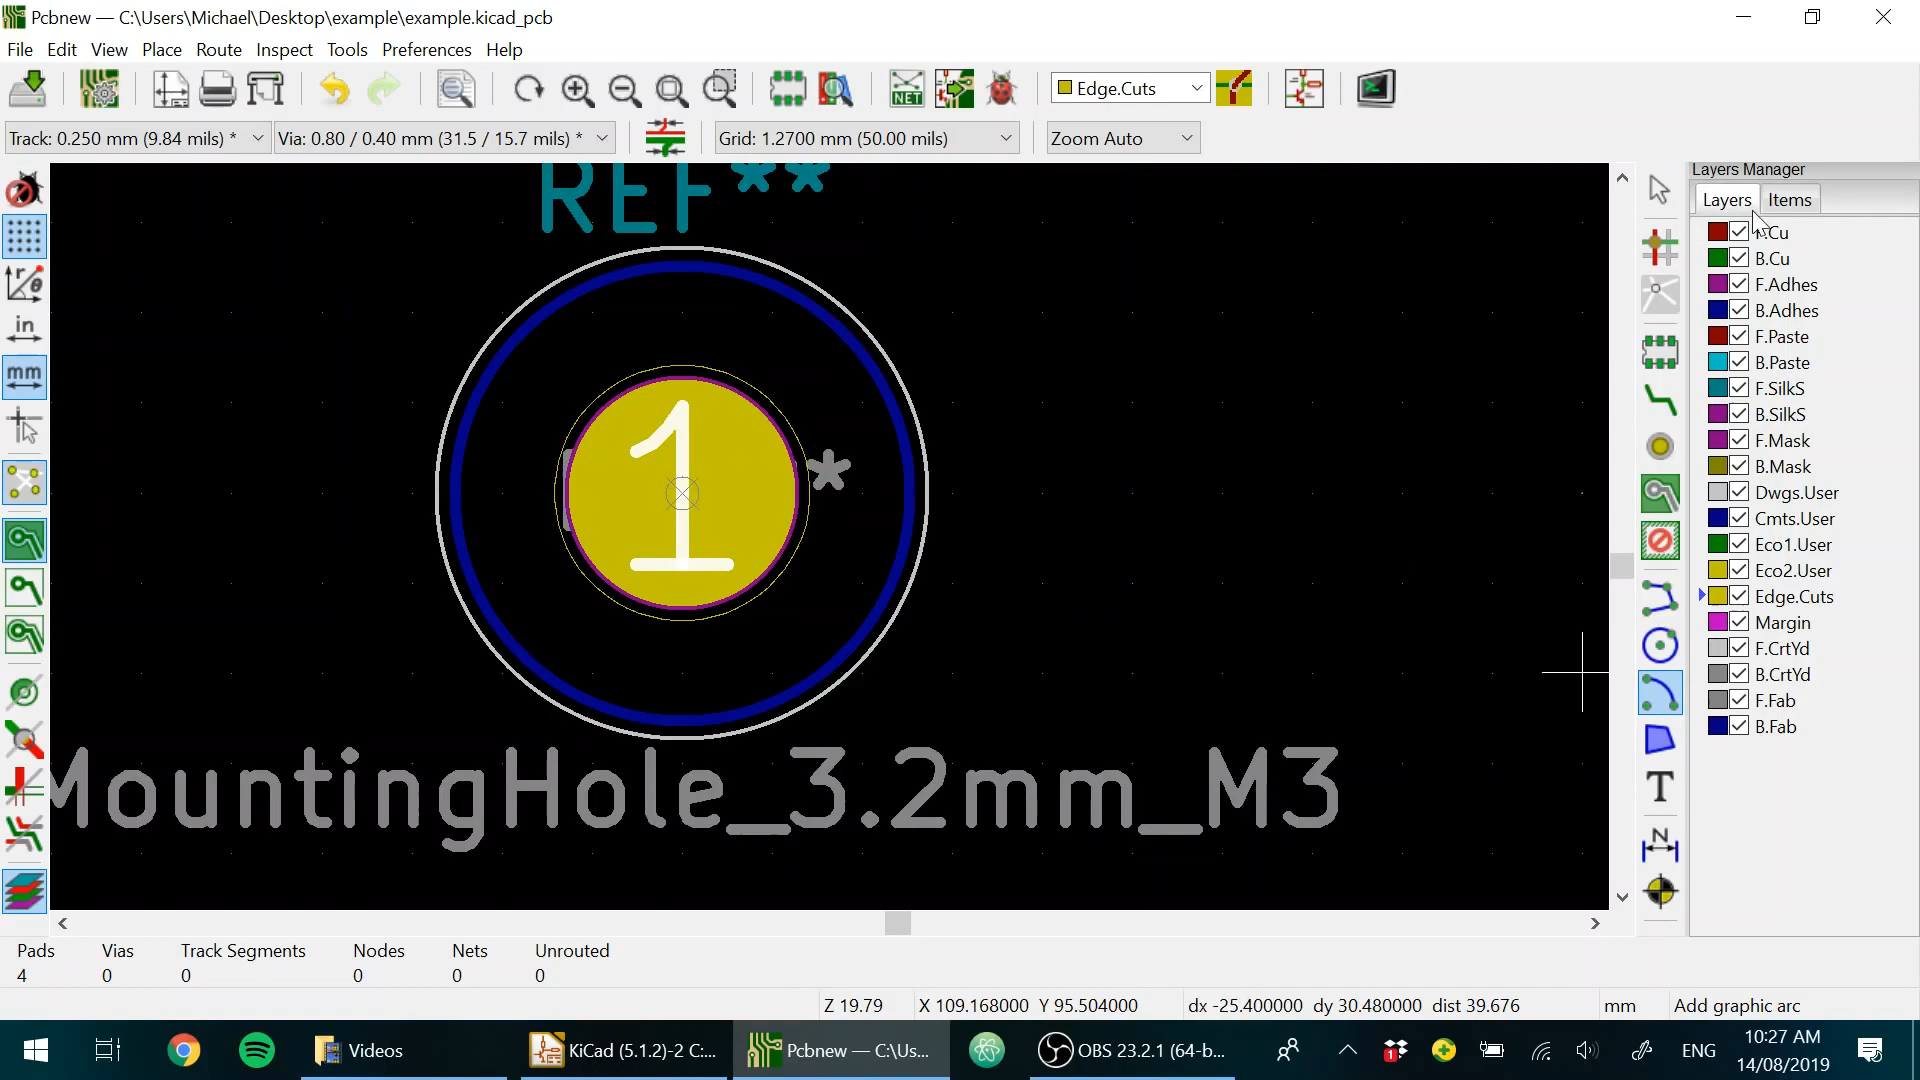 Pcbnew — C:\Users\Michael\Desktop\example\example.kicad_pcb
File Edit View Place Route Inspect Tools Preferences Help
NET
Edge.Cuts
Track: 0.250 mm (9.84 mils) *
Via: 0.80 / 0.40 mm (31.5 / 15.7 mils) *
Grid: 1.2700 mm (50.00 mils)
Zoom Auto
in
mm
REF**
1
*
MountingHole_3.2mm_M3
T
N
Layers Manager
Layers Items
.Cu
B.Cu
F.Adhes
B.Adhes
F.Paste
B.Paste
F.SilkS
B.SilkS
F.Mask
B.Mask
Dwgs.User
Cmts.User
Eco1.User
Eco2.User
Edge.Cuts
Margin
F.CrtYd
B.CrtYd
F.Fab
B.Fab
Pads Vias Track Segments Nodes Nets Unrouted
4 0 0 0 0 0
Z 19.79 X 109.168000 Y 95.504000 dx -25.400000 dy 30.480000 dist 39.676 mm Add graphic arc
Videos
KiCad (5.1.2)-2 C:...
Pcbnew — C:\Us...
OBS 23.2.1 (64-b...
1
ENG
10:27 AM
14/08/2019